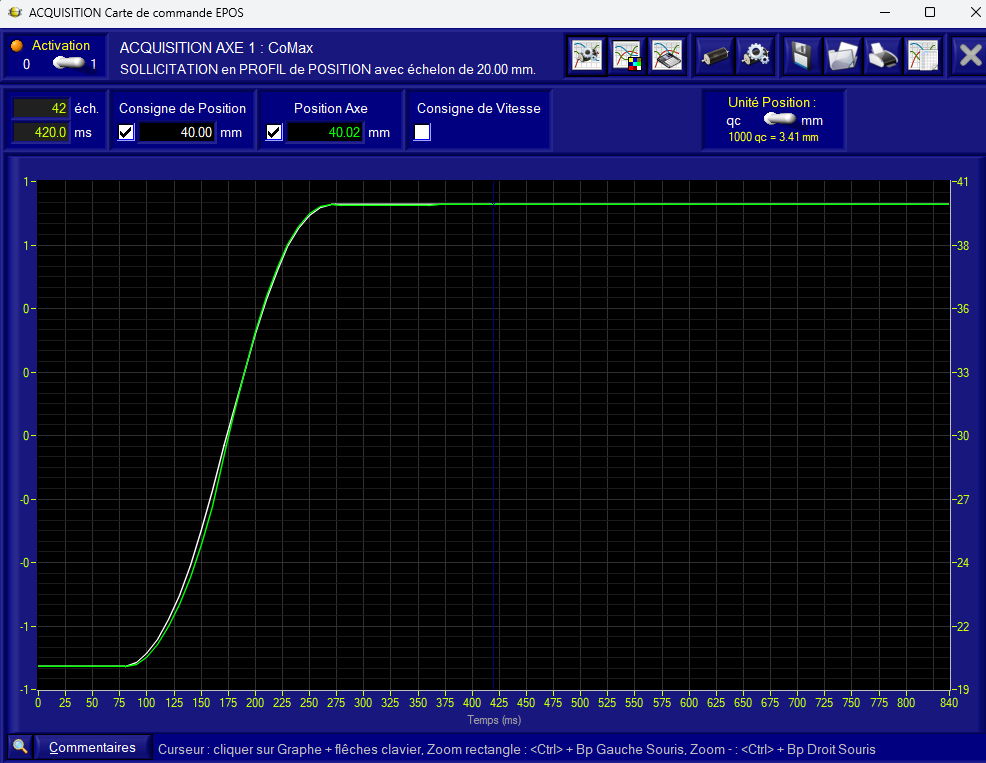 ACQUISITION Carte de commande EPOS
Activation
0 1
ACQUISITION AXE 1 : CoMax
SOLLICITATION en PROFIL de POSITION avec échelon de 20.00 mm.
42 éch.
420.0 ms
Consigne de Position
40.00 mm
Position Axe
40.02 mm
Consigne de Vitesse
Unité Position :
qc mm
1000 qc = 3.41 mm
1
1
0
0
0
-0
-0
-1
-1
41
38
36
33
30
27
24
22
19
0 25 50 75 100 125 150 175 200 225 250 275 300 325 350 375 400 425 450 475 500 525 550 575 600 625 650 675 700 725 750 775 800 840
Temps (ms)
Commentaires
Curseur : cliquer sur Graphe + flêches clavier, Zoom rectangle : <Ctrl> + Bp Gauche Souris, Zoom - : <Ctrl> + Bp Droit Souris